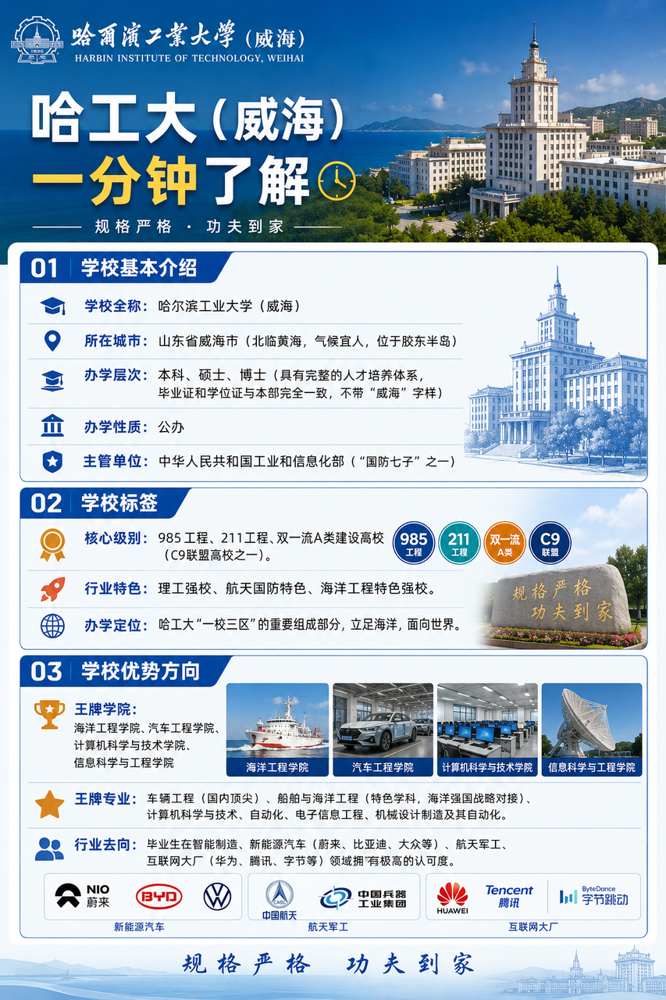 哈爾濱工業大學（威海）
HARBIN INSTITUTE OF TECHNOLOGY, WEIHAI
哈工大（威海）
一分钟了解
规格严格 · 功夫到家
01 学校基本介绍
学校全称：哈尔滨工业大学（威海）
所在城市：山东省威海市（北临黄海，气候宜人，位于胶东半岛）
办学层次：本科、硕士、博士（具有完整的人才培养体系，
毕业证和学位证与本部完全一致，不带“威海”字样）
办学性质：公办
主管单位：中华人民共和国工业和信息化部（“国防七子”之一）
02 学校标签
核心级别：985工程、211工程、双一流A类建设高校
（C9联盟高校之一）。
985 工程
211 工程
双一流 A类
C9 联盟
行业特色：理工强校、航天国防特色、海洋工程特色强校。
办学定位：哈工大“一校三区”的重要组成部分，立足海洋，面向世界。
规格严格
功夫到家
03 学校优势方向
王牌学院：
海洋工程学院、汽车工程学院、
计算机科学与技术学院、
信息科学与工程学院
海洋工程学院
汽车工程学院
计算机科学与技术学院
信息科学与工程学院
王牌专业：车辆工程（国内顶尖）、船舶与海洋工程（特色学科，海洋强国战略对接）、
计算机科学与技术、自动化、电子信息工程、机械设计制造及其自动化。
行业去向：毕业生在智能制造、新能源汽车（蔚来、比亚迪、大众等）、航天军工、
互联网大厂（华为、腾讯、字节等）领域拥有极高的认可度。
NIO
蔚来
BYD
CASC
中国航天
中国兵器
工业集团
HUAWEI
Tencent
腾讯
ByteDance
字节跳动
新能源汽车
航天军工
互联网大厂
规格严格 功夫到家